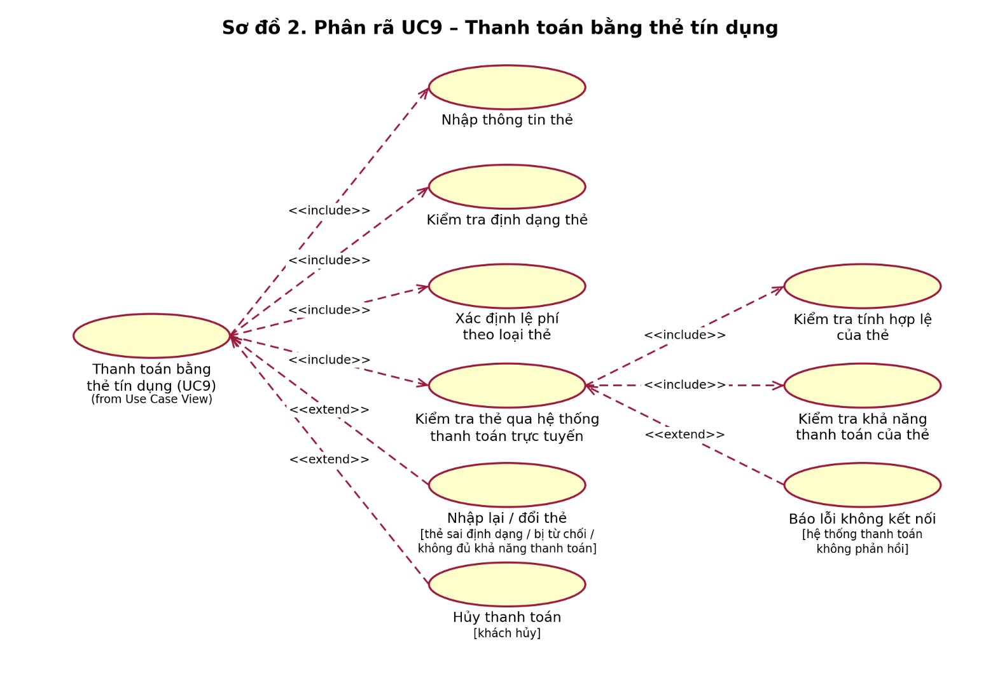 Sơ đồ 2. Phân rã UC9 – Thanh toán bằng thẻ tín dụng
Nhập thông tin thẻ
<<include>>
Kiểm tra định dạng thẻ
<<include>>
<<include>>
Xác định lệ phí
theo loại thẻ
Kiểm tra tính hợp lệ
của thẻ
<<include>>
Thanh toán bằng
thẻ tín dụng (UC9)
(from Use Case View)
<<include>>
<<include>>
Kiểm tra thẻ qua hệ thống
thanh toán trực tuyến
Kiểm tra khả năng
thanh toán của thẻ
<<extend>>
<<extend>>
<<extend>>
Nhập lại / đổi thẻ
[thẻ sai định dạng / bị từ chối /
không đủ khả năng thanh toán]
Báo lỗi không kết nối
[hệ thống thanh toán
không phản hồi]
Hủy thanh toán
[khách hủy]